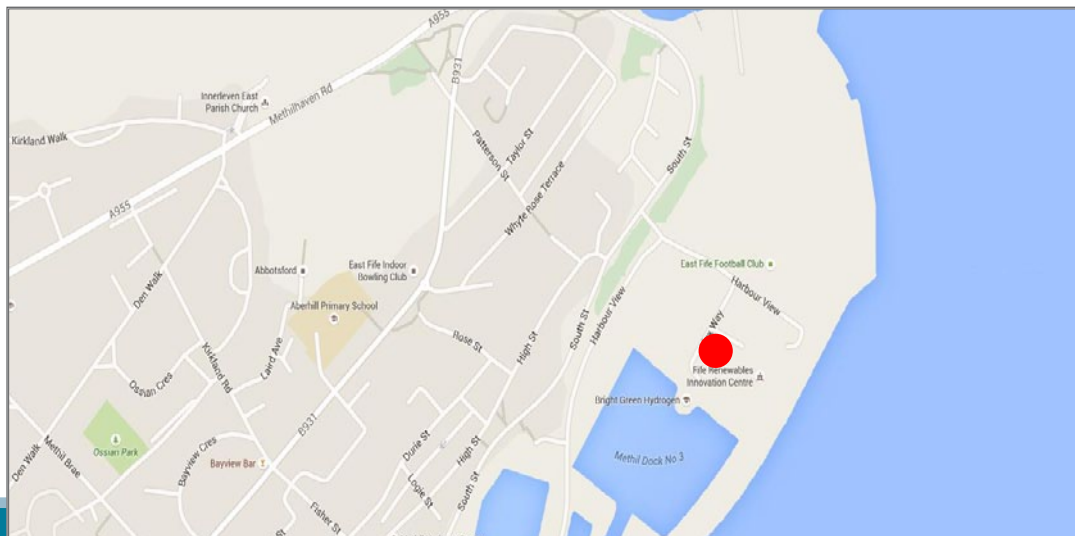 A955
B931
Innerleven East
Parish Church
Methilhaven Rd
Kirkland Walk
Patterson St
Taylor St
South St
Whyte Rose Terrace
A955
East Fife Football Club
Den Walk
Abbotsford
East Fife Indoor
Bowling Club
Harbour View
Aberhill Primary School
Harbour View
Way
Rose St
High St
South St
Laird Ave
Kirkland Rd
Fife Renewables
Innovation Centre
Ossian Cres
Bright Green Hydrogen
B931
Durie St
High St
Ossian Park
Methil Brae
Bayview Cres
Den Walk
Bayview Bar
Methil Dock No 3
Logie St
South St
Fisher St
St